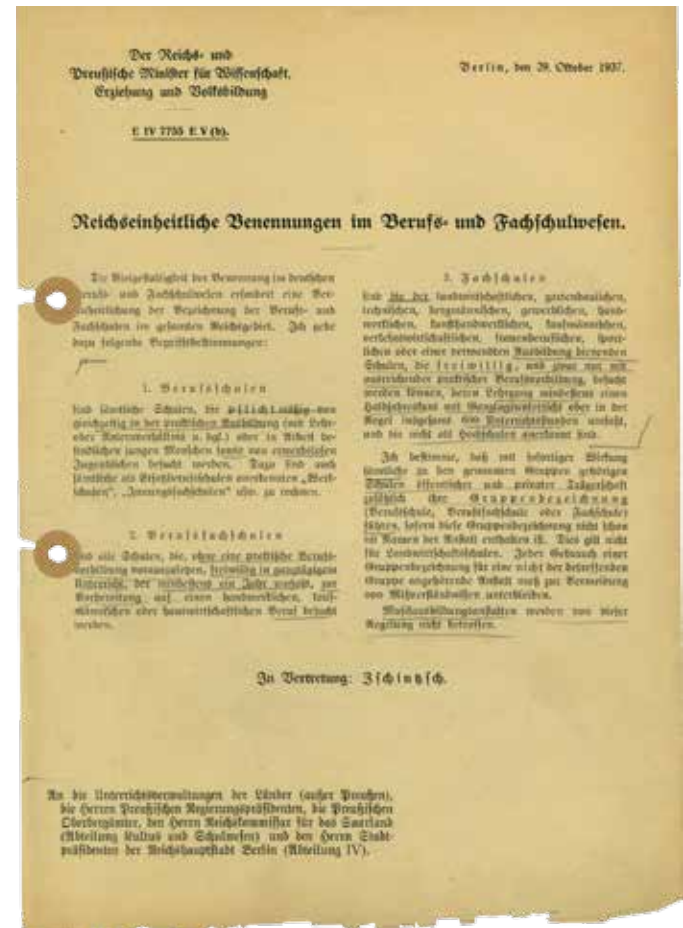 Der Reichs- und
Preußische Minister für Wissenschaft,
Erziehung und Volksbildung
E IV 7755 E V (b).
Berlin, den 29. Oktober 1937.
Reichseinheitliche Benennungen im Berufs- und Fachschulwesen.
Die Vielgestaltigkeit der Benennung im deutschen
Berufs- und Fachschulwesen erfordert eine Ver-
einheitlichung der Bezeichnung der Berufs- und
Fachschulen im gesamten Reichsgebiet. Ich gebe
dazu folgende Begriffsbestimmungen:
1. Berufsschulen
sind sämtliche Schulen, die pflichtmäßig von
gleichzeitig in der praktischen Ausbildung (mit Lehr-
oder Anlernverhältnis u. dgl.) oder in Arbeit be-
findlichen jungen Menschen sowie von erwerbslosen
Jugendlichen besucht werden. Dazu sind auch
sämtliche als Ersatzberufsschulen anerkannten „Werk-
schulen“, „Innungsfachschulen“ usw. zu rechnen.
2. Berufsfachschulen
sind alle Schulen, die, ohne eine praktische Berufs-
vorbildung vorauszusetzen, freiwillig in ganztägigem
Unterricht, der mindestens ein Jahr umfaßt, zur
Vorbereitung auf einen handwerklichen, kauf-
männischen oder hauswirtschaftlichen Beruf besucht
werden.
3. Fachschulen
sind für der landwirtschaftlichen, gartenbaulichen,
technischen, bergmännischen, gewerblichen, hand-
werklichen, kunsthandwerklichen, kaufmännischen,
verkehrswirtschaftlichen, frauenberuflichen, sport-
lichen oder einer verwandten Ausbildung dienenden
Schulen, die freiwillig, und zwar nur mit
ausreichender praktischer Berufsvorbildung, besucht
werden können, deren Lehrgang mindestens einen
Halbjahreskurs mit Ganztagsunterricht oder in der
Regel insgesamt 600 Unterrichtsstunden umfaßt,
und die nicht als Hochschulen anerkannt sind.
Ich bestimme, daß mit sofortiger Wirkung
sämtliche zu den genannten Gruppen gehörigen
Schulen öffentlicher und privater Trägerschaft
zusätzlich ihre Gruppenbezeichnung
(Berufsschule, Berufsfachschule oder Fachschule)
führen, sofern diese Gruppenbezeichnung nicht schon
im Namen der Anstalt enthalten ist. Dies gilt nicht
für Landwirtschaftsschulen. Jeder Gebrauch einer
Gruppenbezeichnung für eine nicht der betreffenden
Gruppe angehörende Anstalt muß zur Vermeidung
von Mißverständnissen unterbleiben.
Musikausbildungsanstalten werden von dieser
Regelung nicht betroffen.
In Vertretung: Zschintzsch.
An die Unterrichtsverwaltungen der Länder (außer Preußen),
die Herren Preußischen Regierungspräsidenten, die Preußischen
Oberbergämter, den Herrn Reichskommissar für das Saarland
(Abteilung Kultus und Schulwesen) und den Herrn Stadt-
präsidenten der Reichshauptstadt Berlin (Abteilung IV).